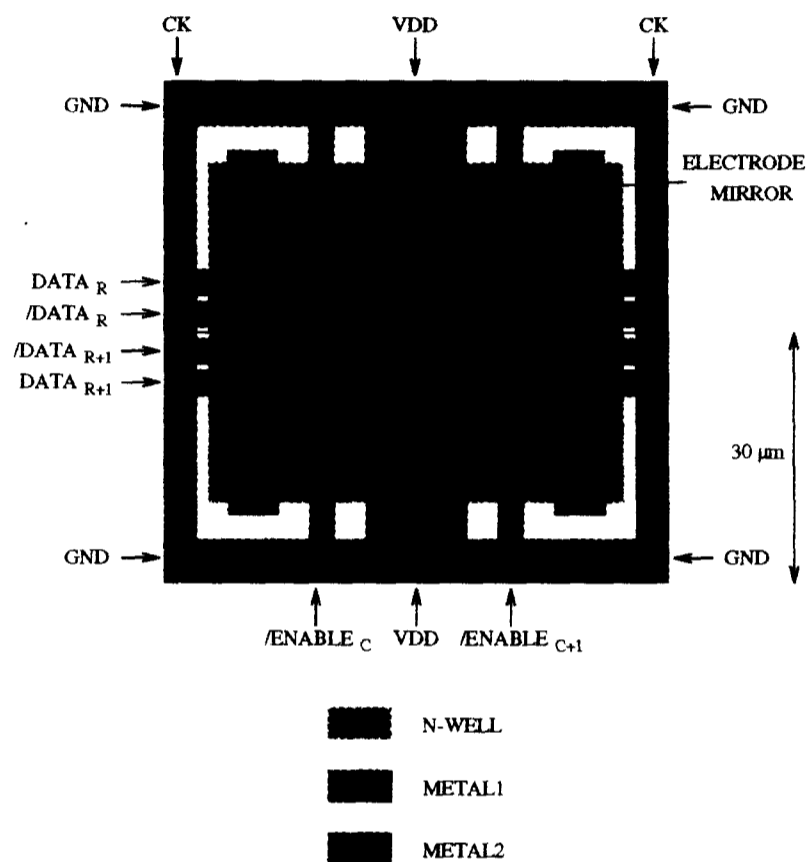 CK VDD CK
GND GND
ELECTRODE
MIRROR
DATA R
/DATA R
/DATA R+1
DATA R+1
30 µm
GND GND
/ENABLE C VDD /ENABLE C+1
N-WELL
METAL1
METAL2